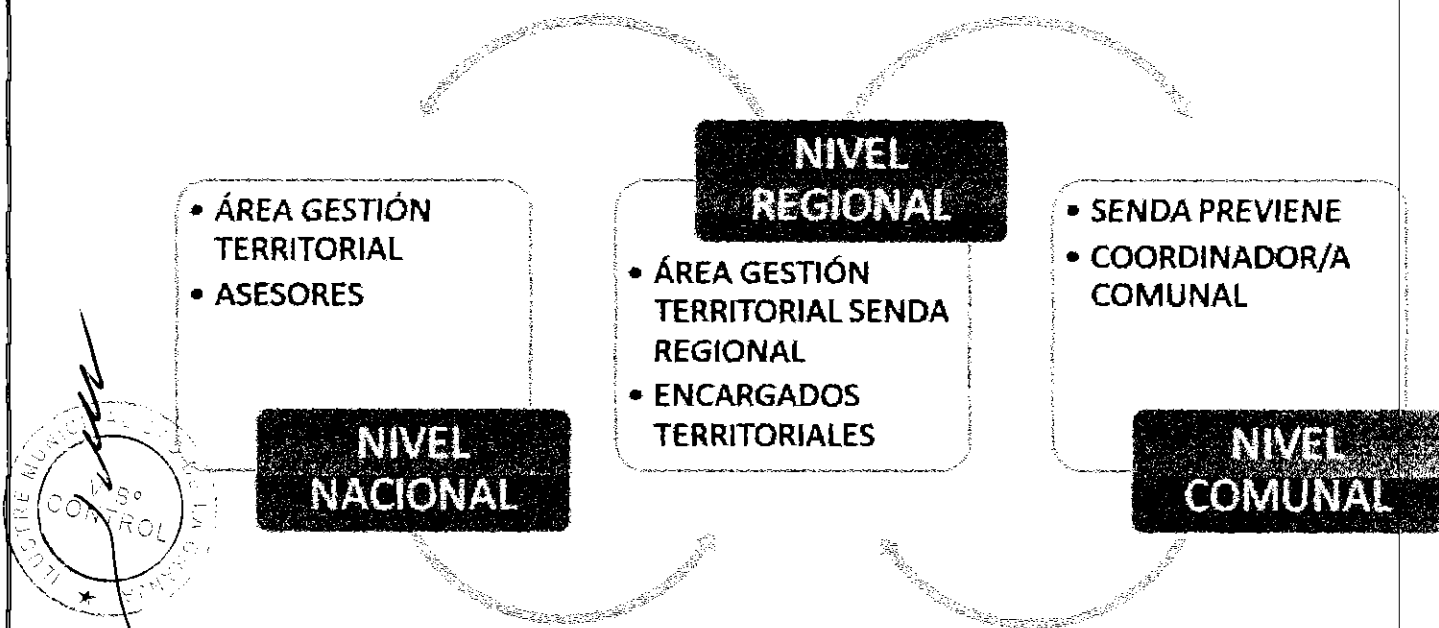 • ÁREA GESTIÓN
TERRITORIAL
• ASESORES
NIVEL
NACIONAL
NIVEL
REGIONAL
• ÁREA GESTIÓN
TERRITORIAL SENDA
REGIONAL
• ENCARGADOS
TERRITORIALES
• SENDA PREVIENE
• COORDINADOR/A
COMUNAL
NIVEL
COMUNAL
ILUSTRE
CONTROL